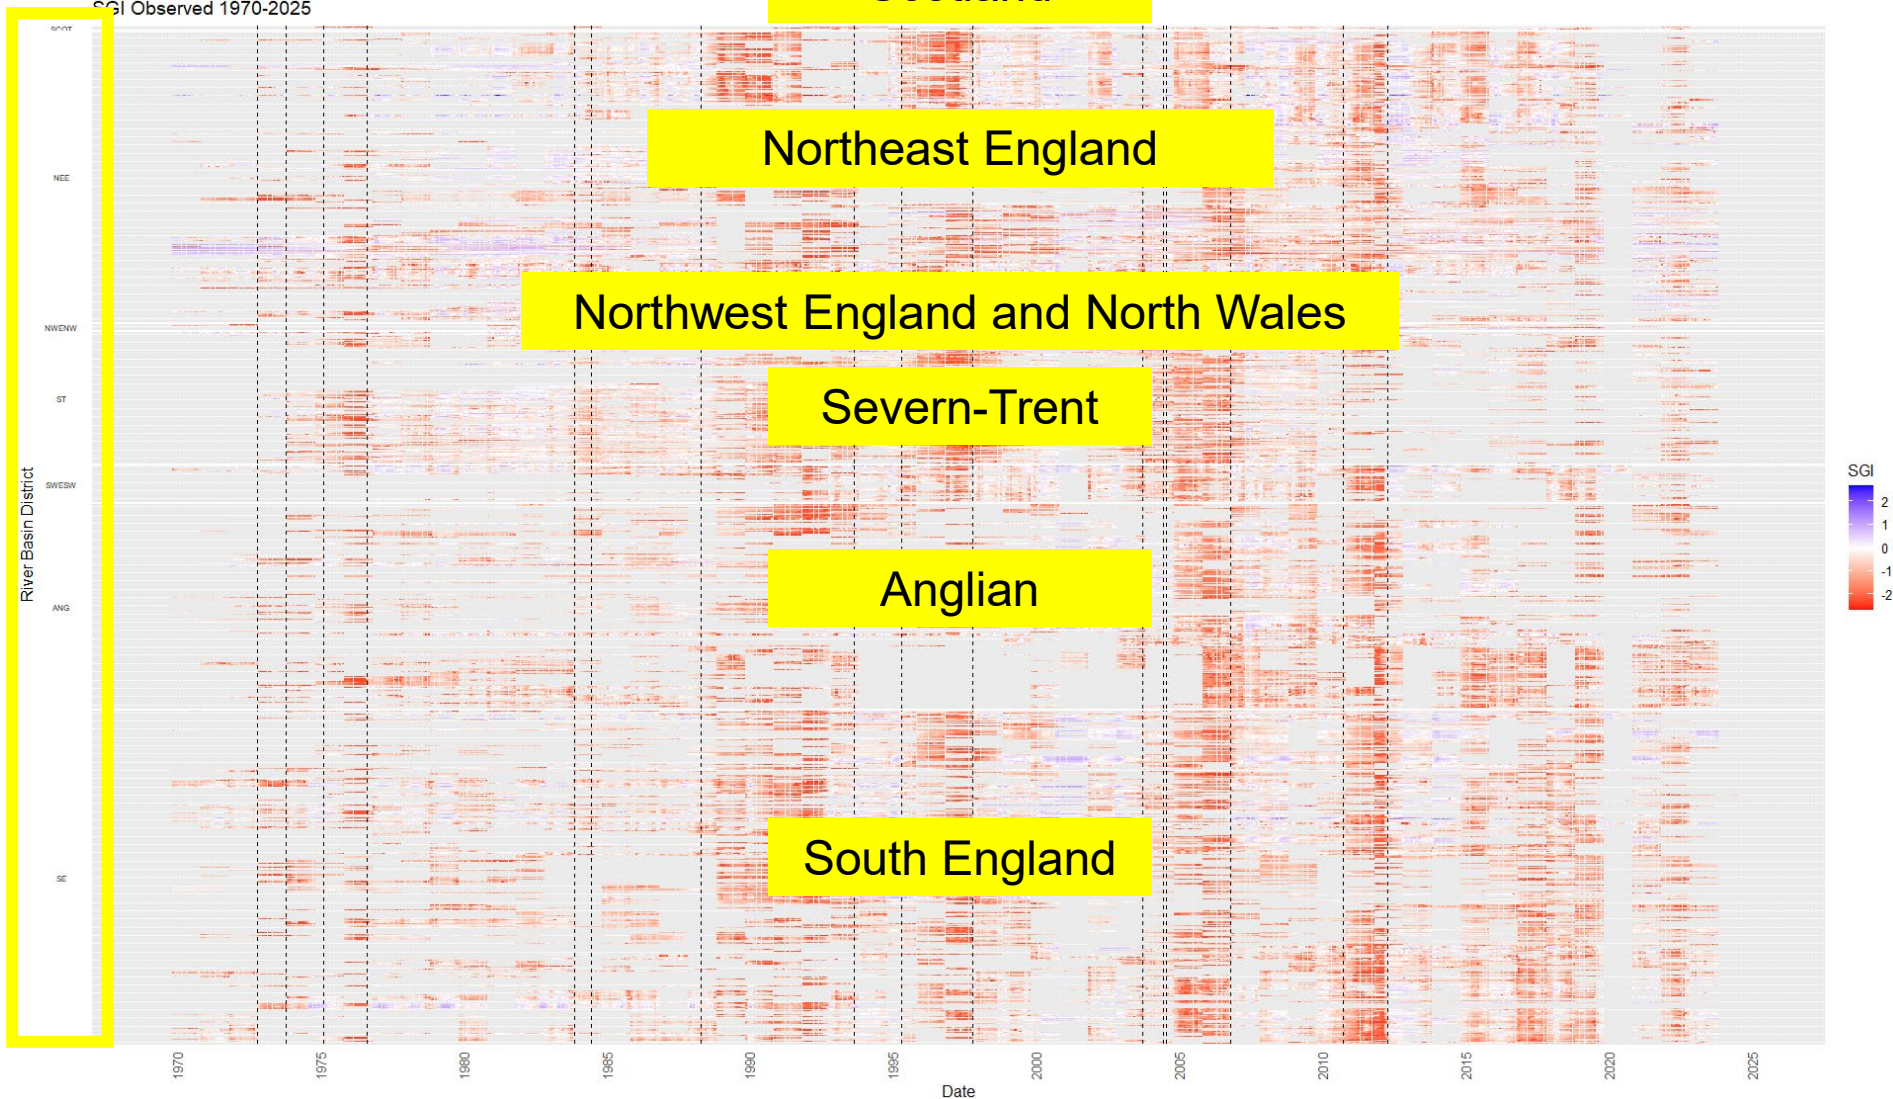 SGI Observed 1970-2025
Scotland
SCOT
Northeast England
NEE
Northwest England and North Wales
NWENW
Severn-Trent
ST
SWESW
Anglian
ANG
South England
SE
River Basin District
SGI
2
1
0
-1
-2
1970
1975
1980
1985
1990
1995
2000
2005
2010
2015
2020
2025
Date